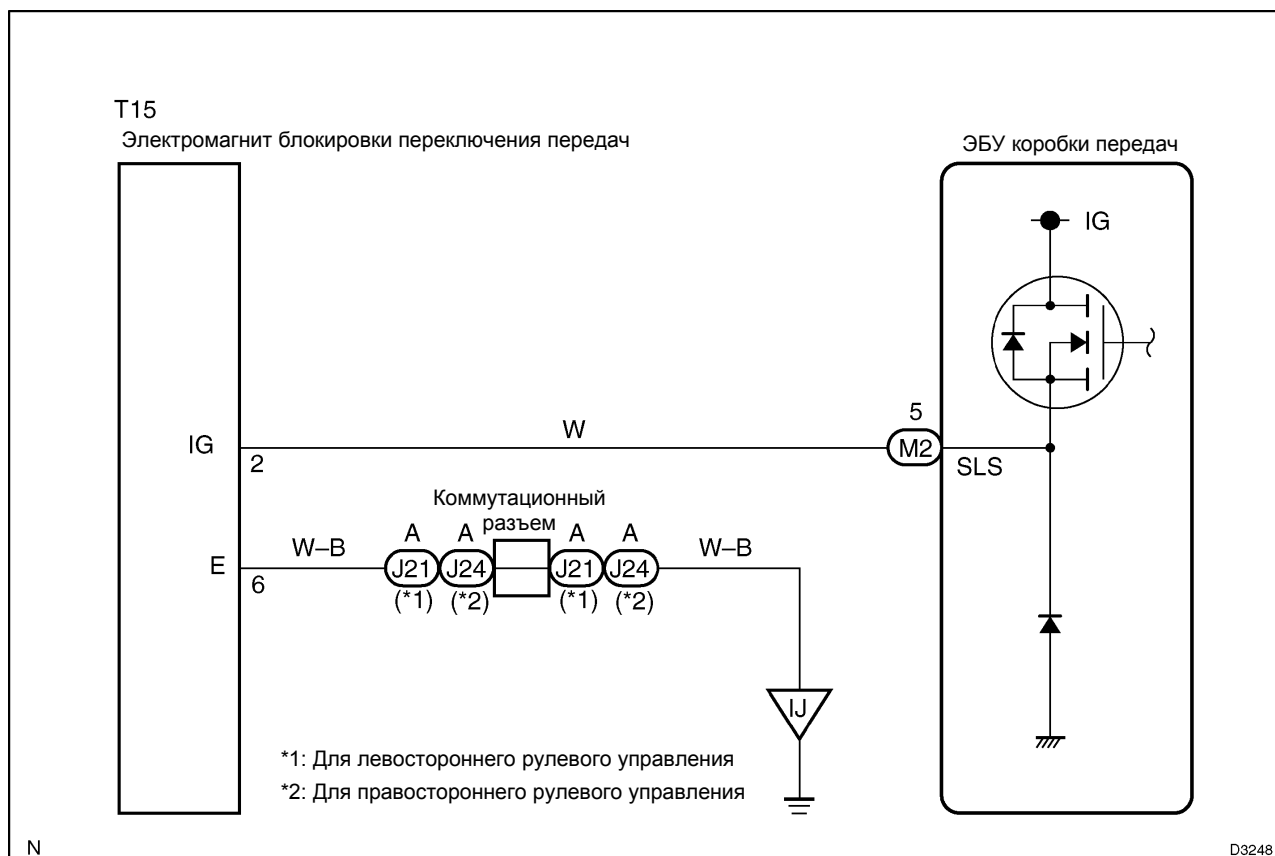 T15
Электромагнит блокировки переключения передач
ЭБУ коробки передач
IG
IG
2
W
5
M2
SLS
Коммутационный
разъем
E
6
W–B
A
A
A
A
J21
J24
J21
J24
(*1)
(*2)
(*1)
(*2)
W–B
IJ
*1: Для левостороннего рулевого управления
*2: Для правостороннего рулевого управления
N
D3248